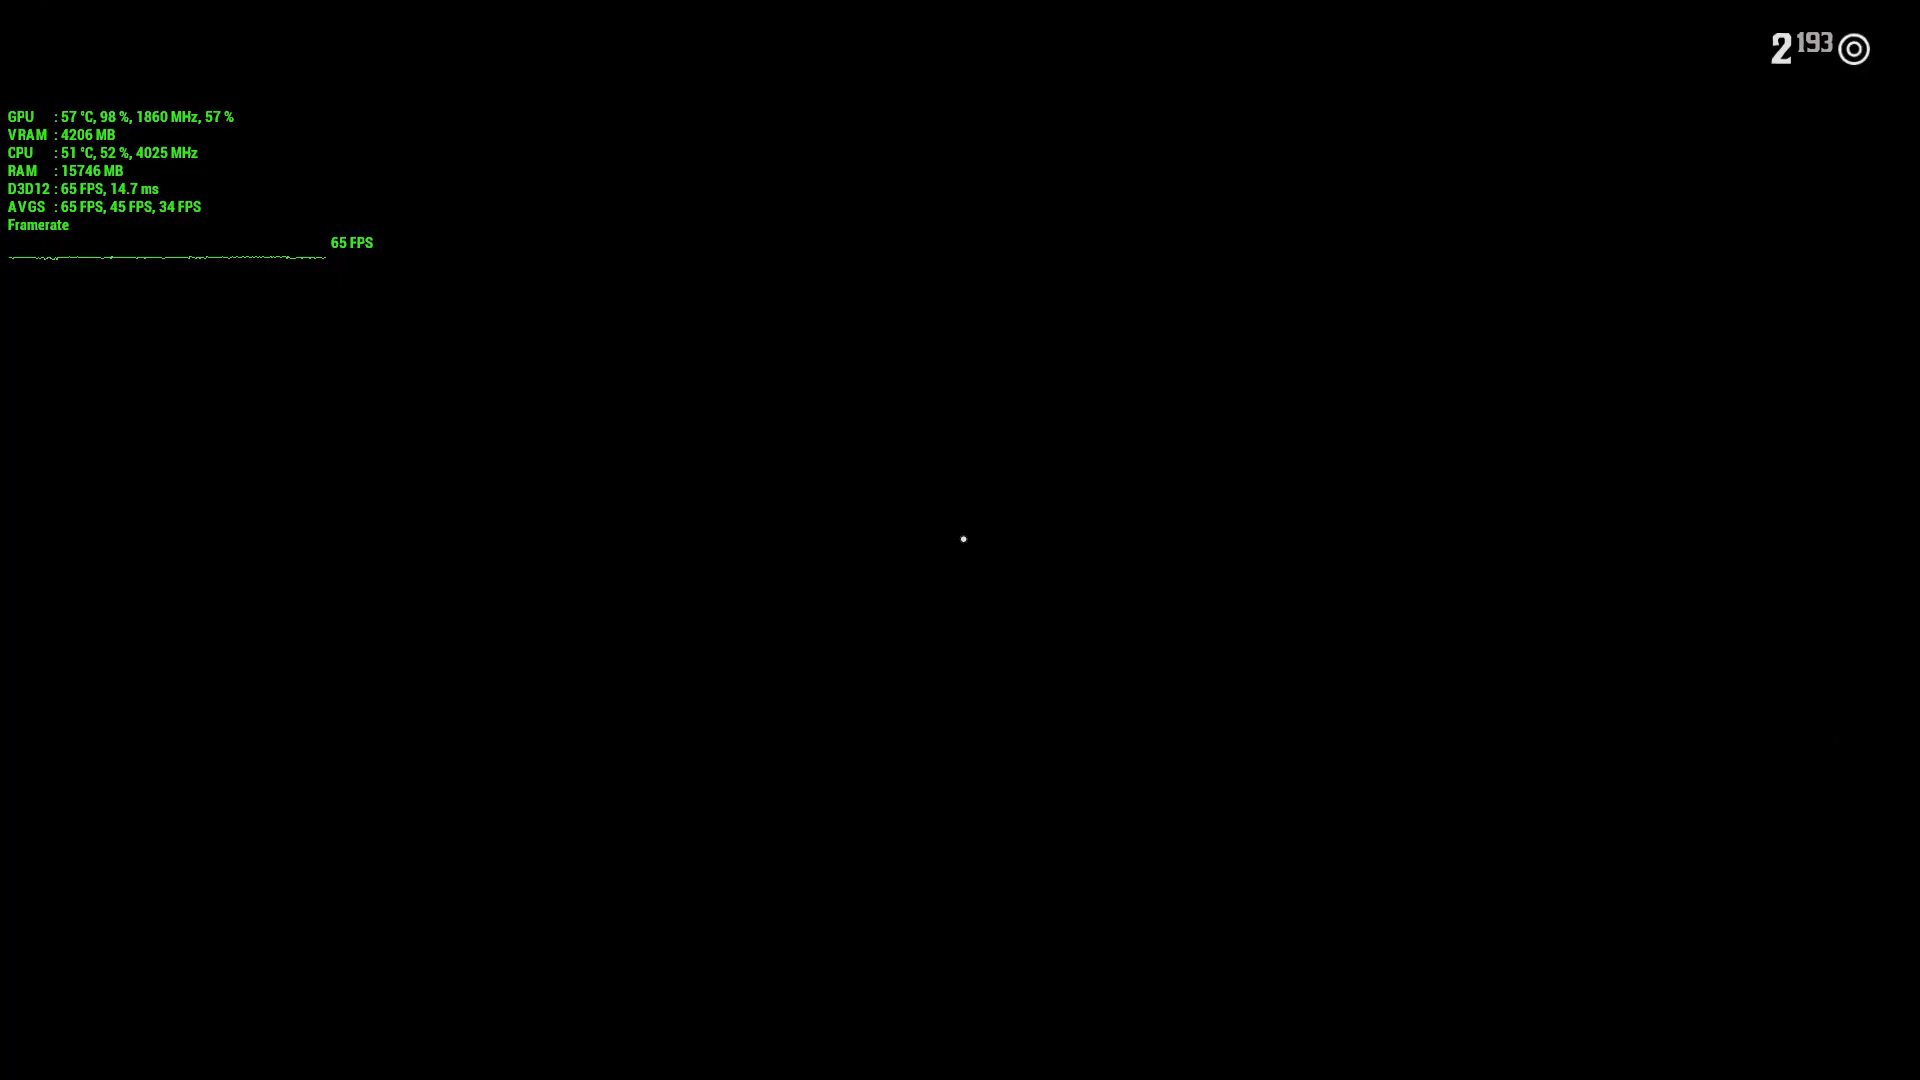 2 193
GPU : 57 °C, 98 %, 1860 MHz, 57 %
VRAM : 4206 MB
CPU : 51 °C, 52 %, 4025 MHz
RAM : 15746 MB
D3D12 : 65 FPS, 14.7 ms
AVGS : 65 FPS, 45 FPS, 34 FPS
Framerate
65 FPS